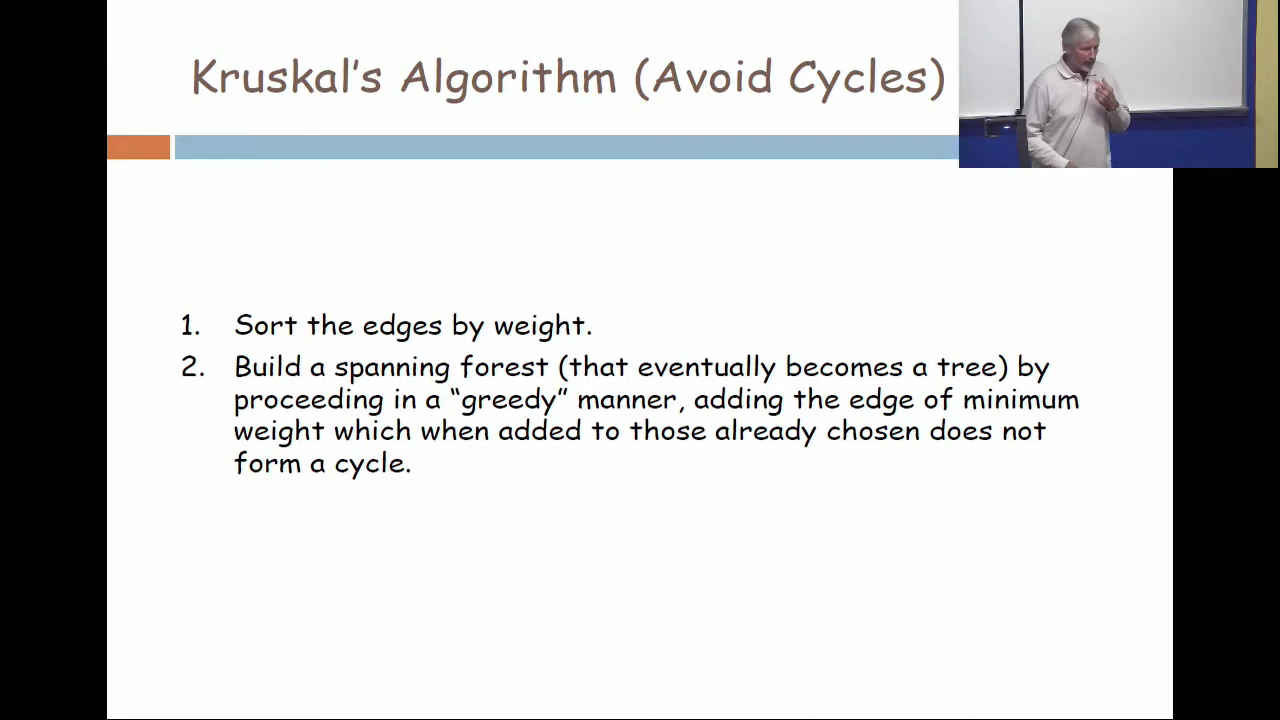 Kruskal's Algorithm (Avoid Cycles)
1. Sort the edges by weight.
2. Build a spanning forest (that eventually becomes a tree) by
proceeding in a “greedy” manner, adding the edge of minimum
weight which when added to those already chosen does not
form a cycle.